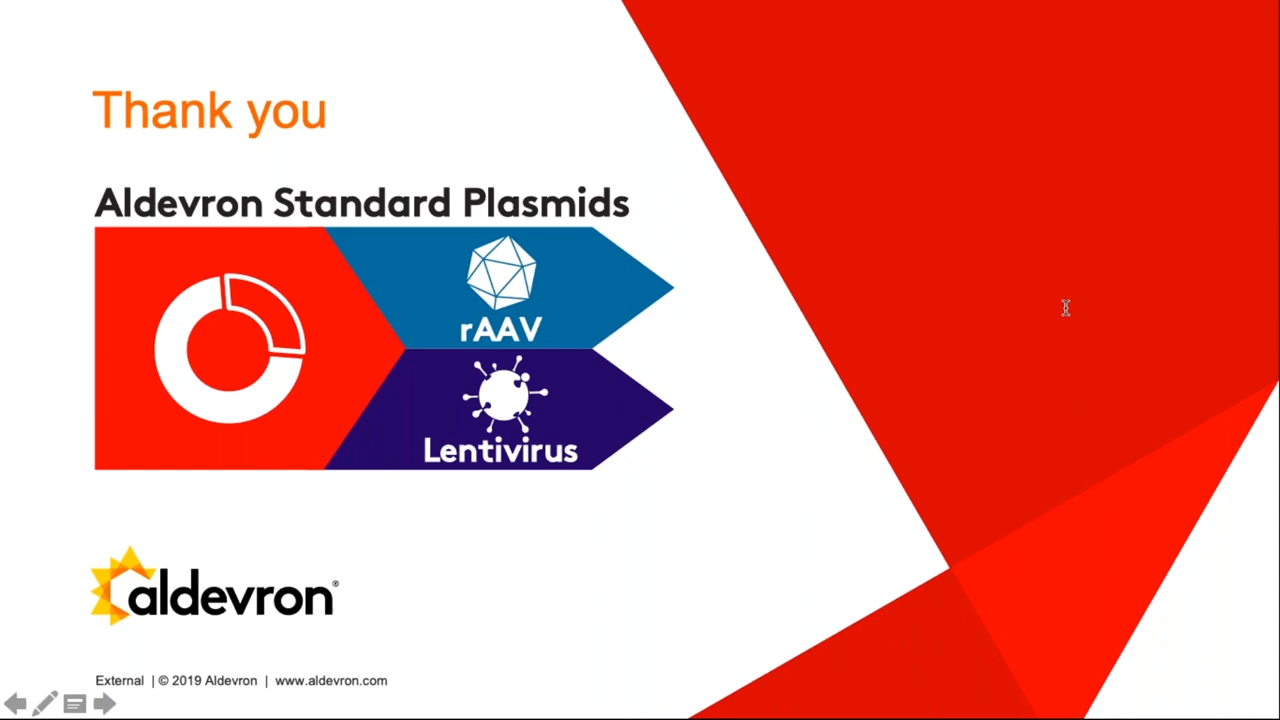 Thank you
Aldevron Standard Plasmids
rAAV
Lentivirus
aldevron®
External | © 2019 Aldevron | www.aldevron.com